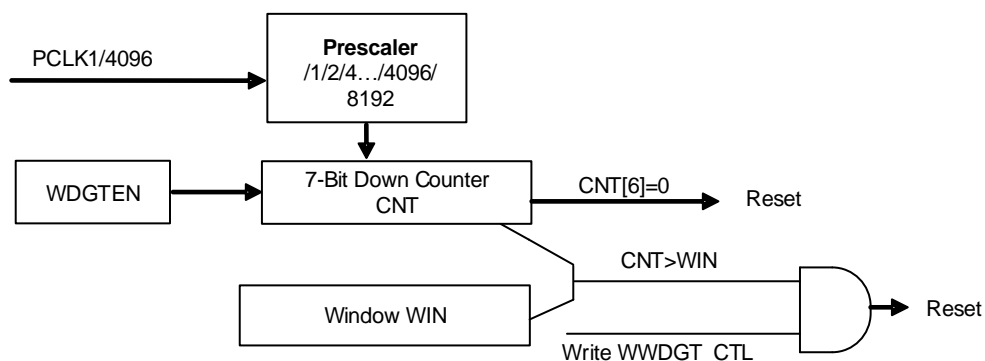 Prescaler
/1/2/4…/4096/
8192
PCLK1/4096
WDGTEN
7-Bit Down Counter
CNT
CNT[6]=0
Reset
CNT>WIN
Window WIN
Reset
Write WWDGT_CTL